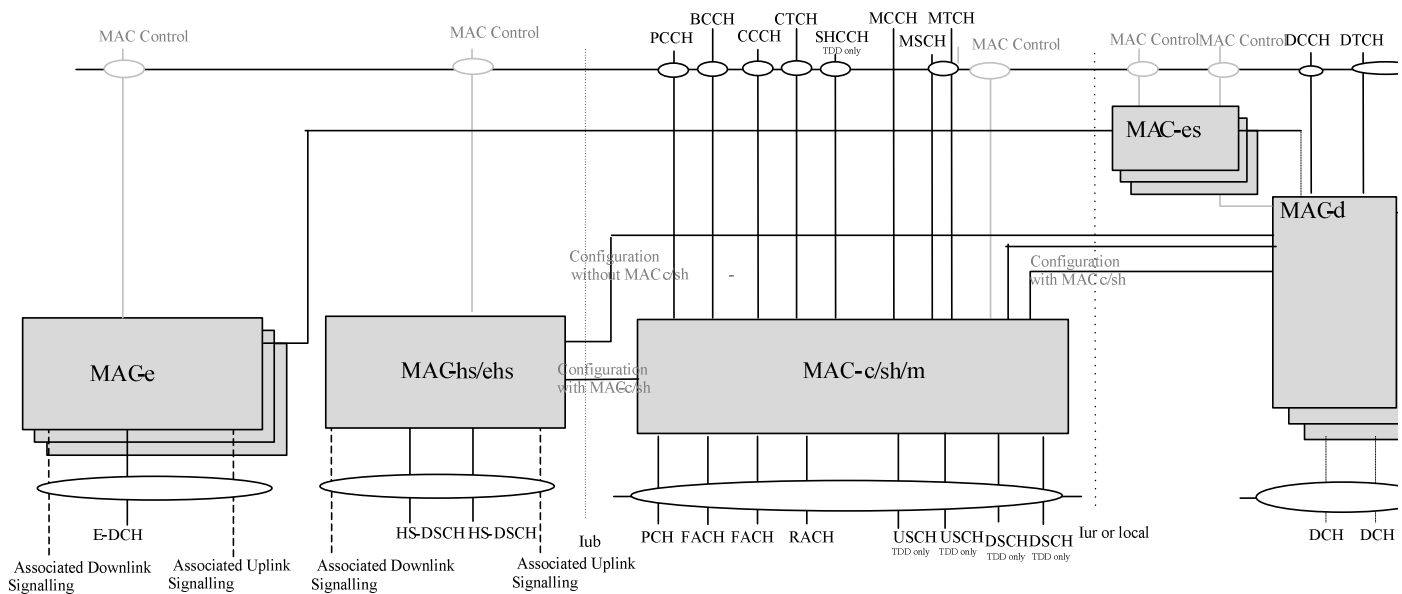 BCCH
CTCH
MCCH
MTCH
MAC Control
MAC Control
PCCH
CCCH
SHCCH
TDD only
MSCH
MAC Control
MAC Control
MAC Control
DCCH
DTCH
MAC-es
MAC-d
Configuration
without MAC c/sh -
Configuration
with MAC c/sh
MAC-e
MAC-hs/ehs
Configuration
with MAC-c/sh
MAC-c/sh/m
E-DCH
HS-DSCH
HS-DSCH
Iub
PCH
FACH
FACH
RACH
USCH
TDD only
USCH
TDD only
DSCH
TDD only
DSCH
TDD only
Iur or local
DCH
DCH
Associated Downlink
Signalling
Associated Uplink
Signalling
Associated Downlink
Signalling
Associated Uplink
Signalling